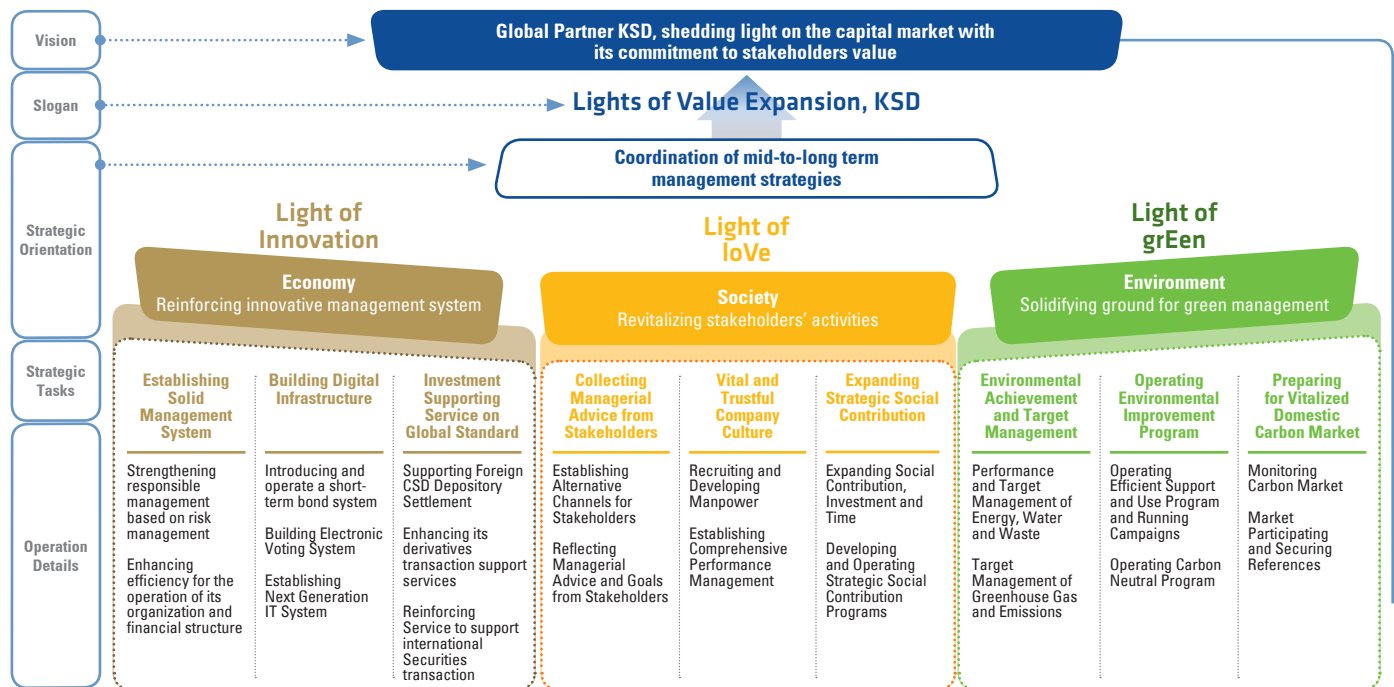 Vision
Global Partner KSD, shedding light on the capital market with
its commitment to stakeholders value
Slogan
Lights of Value Expansion, KSD
Strategic
Orientation
Coordination of mid-to-long term
management strategies
Light of
Innovation
Economy
Reinforcing innovative management system
Light of
loVe
Society
Revitalizing stakeholders' activities
Light of
grEen
Environment
Solidifying ground for green management
Strategic
Tasks
Establishing
Solid
Management
System
Building Digital
Infrastructure
Investment
Supporting
Service on
Global Standard
Collecting
Managerial
Advice from
Stakeholders
Vital and
Trustful
Company
Culture
Expanding
Strategic Social
Contribution
Environmental
Achievement
and Target
Management
Operating
Environmental
Improvement
Program
Preparing
for Vitalized
Domestic
Carbon Market
Operation
Details
Strengthening
responsible
management
based on risk
management
Enhancing
efficiency for the
operation of its
organization and
financial structure
Introducing and
operate a short-
term bond system
Building Electronic
Voting System
Establishing
Next Generation
IT System
Supporting Foreign
CSD Depository
Settlement
Enhancing its
derivatives
transaction support
services
Reinforcing
Service to support
international
Securities
transaction
Establishing
Alternative
Channels for
Stakeholders
Reflecting
Managerial
Advice and Goals
from Stakeholders
Recruiting and
Developing
Manpower
Establishing
Comprehensive
Performance
Management
Expanding Social
Contribution,
Investment and
Time
Developing
and Operating
Strategic Social
Contribution
Programs
Performance
and Target
Management of
Energy, Water
and Waste
Target
Management of
Greenhouse Gas
and Emissions
Operating
Efficient Support
and Use Program
and Running
Campaigns
Operating Carbon
Neutral Program
Monitoring
Carbon Market
Market
Participating
and Securing
References